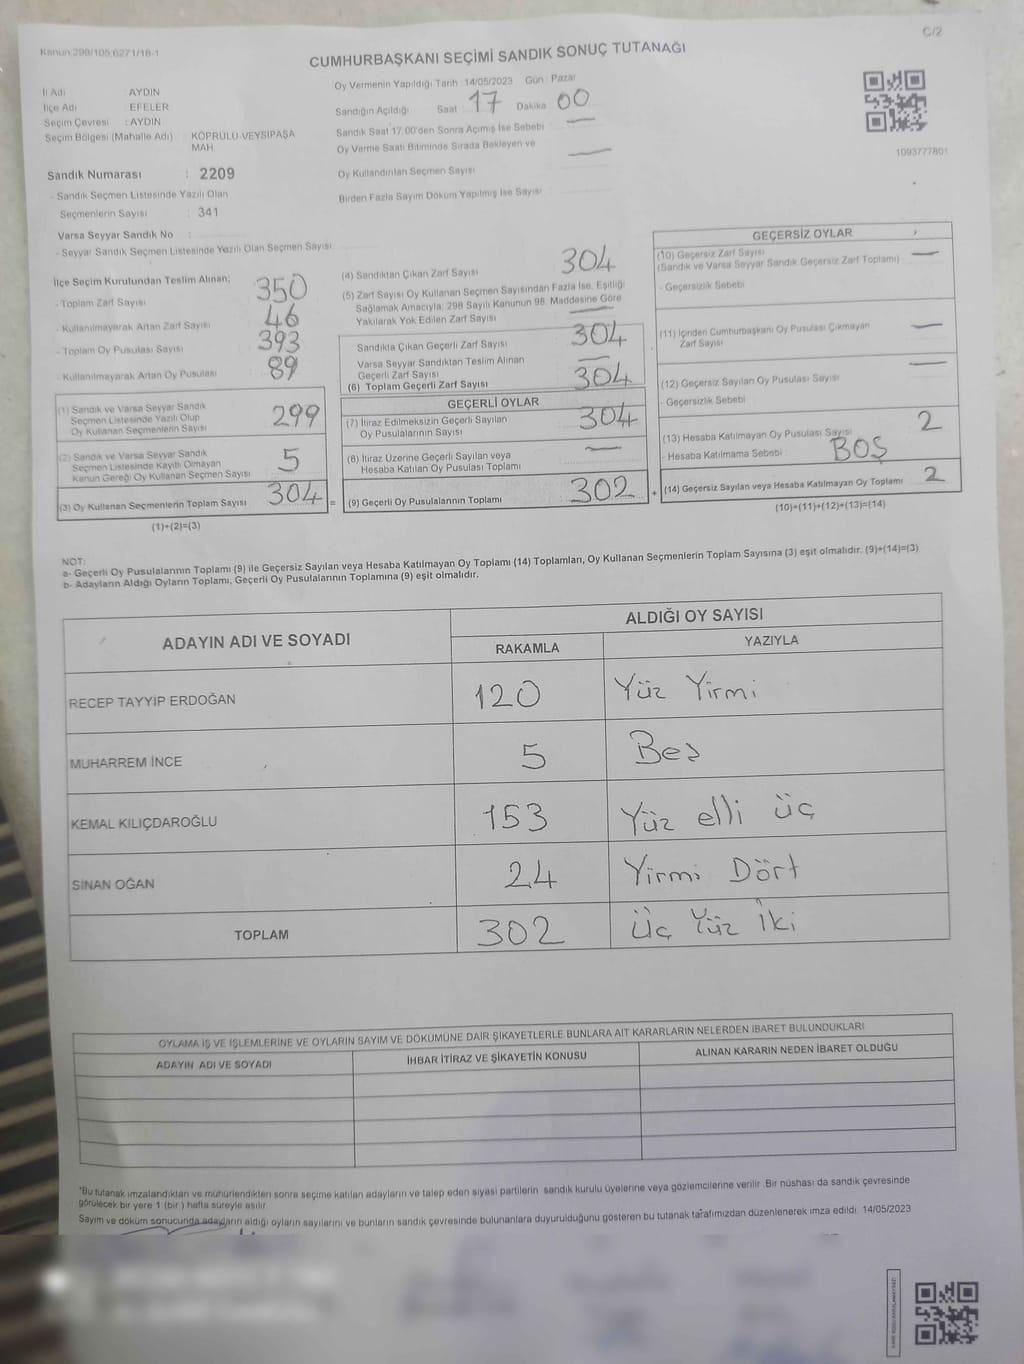 Kanun 298/105,6271/18-1
C/2
CUMHURBAŞKANI SEÇİMİ SANDIK SONUÇ TUTANAĞI
İl Adı AYDIN
İlçe Adı EFELER
Seçim Çevresi : AYDIN
Seçim Bölgesi (Mahalle Adı) : KÖPRÜLÜ-VEYSİPAŞA MAH
Sandık Numarası : 2209
- Sandık Seçmen Listesinde Yazılı Olan
Seçmenlerin Sayısı : 341
Varsa Seyyar Sandık No :
- Seyyar Sandık Seçmen Listesinde Yazılı Olan Seçmen Sayısı
Oy Vermenin Yapıldığı Tarih :14/05/2023 Gün : Pazar
Sandığın Açıldığı Saat : 17 Dakika 00
Sandık Saat 17:00'den Sonra Açılmış İse Sebebi —
Oy Verme Saati Bitiminde Sırada Bekleyen ve
Oy Kullandırılan Seçmen Sayısı —
Birden Fazla Sayım Döküm Yapılmış İse Sayısı
1093777801
İlçe Seçim Kurulundan Teslim Alınan;
- Toplam Zarf Sayısı 350
- Kullanılmayarak Artan Zarf Sayısı 46
- Toplam Oy Pusulası Sayısı 393
- Kullanılmayarak Artan Oy Pusulası 89
(1) Sandık ve Varsa Seyyar Sandık
Seçmen Listesinde Yazılı Olup
Oy Kullanan Seçmenlerin Sayısı 299
(2) Sandık ve Varsa Seyyar Sandık
Seçmen Listesinde Kayıtlı Olmayan
Kanun Gereği Oy Kullanan Seçmen Sayısı 5
(3) Oy Kullanan Seçmenlerin Toplam Sayısı 304 =
(1)+(2)=(3)
(4) Sandıktan Çıkan Zarf Sayısı 304
(5) Zarf Sayısı Oy Kullanan Seçmen Sayısından Fazla İse, Eşitliği
Sağlamak Amacıyla; 298 Sayılı Kanunun 98. Maddesine Göre
Yakılarak Yok Edilen Zarf Sayısı —
Sandıkta Çıkan Geçerli Zarf Sayısı 304
Varsa Seyyar Sandıktan Teslim Alınan
Geçerli Zarf Sayısı —
(6) Toplam Geçerli Zarf Sayısı 304
GEÇERLİ OYLAR
(7) İtiraz Edilmeksizin Geçerli Sayılan
Oy Pusulalarının Sayısı 304
(8) İtiraz Üzerine Geçerli Sayılan veya
Hesaba Katılan Oy Pusulası Toplamı —
(9) Geçerli Oy Pusulalarının Toplamı 302 +
GEÇERSİZ OYLAR
(10) Geçersiz Zarf Sayısı —
(Sandık ve Varsa Seyyar Sandık Geçersiz Zarf Toplamı)
- Geçersizlik Sebebi
(11) İçinden Cumhurbaşkanı Oy Pusulası Çıkmayan
Zarf Sayısı —
(12) Geçersiz Sayılan Oy Pusulası Sayısı —
- Geçersizlik Sebebi
(13) Hesaba Katılmayan Oy Pusulası Sayısı 2
- Hesaba Katılmama Sebebi : BOŞ
(14) Geçersiz Sayılan veya Hesaba Katılmayan Oy Toplamı 2
(10)+(11)+(12)+(13)=(14)
NOT:
a- Geçerli Oy Pusulalarının Toplamı (9) ile Geçersiz Sayılan veya Hesaba Katılmayan Oy Toplamı (14) Toplamları, Oy Kullanan Seçmenlerin Toplam Sayısına (3) eşit olmalıdır. (9)+(14)=(3)
b- Adayların Aldığı Oyların Toplamı, Geçerli Oy Pusulalarının Toplamına (9) eşit olmalıdır.
ADAYIN ADI VE SOYADI ALDIĞI OY SAYISI
RAKAMLA YAZIYLA
RECEP TAYYİP ERDOĞAN 120 Yüz Yirmi
MUHARREM İNCE 5 Beş
KEMAL KILIÇDAROĞLU 153 Yüz elli üç
SİNAN OĞAN 24 Yirmi Dört
TOPLAM 302 Üç Yüz İki
OYLAMA İŞ VE İŞLEMLERİNE VE OYLARIN SAYIM VE DÖKÜMÜNE DAİR ŞİKAYETLERLE BUNLARA AİT KARARLARIN NELERDEN İBARET BULUNDUKLARI
ADAYIN ADI VE SOYADI İHBAR İTİRAZ VE ŞİKAYETİN KONUSU ALINAN KARARIN NEDEN İBARET OLDUĞU
*Bu tutanak imzalandıktan ve mühürlendikten sonra seçime katılan adayların ve talep eden siyasi partilerin sandık kurulu üyelerine veya gözlemcilerine verilir .Bir nüshası da sandık çevresinde
görülecek bir yere 1 (bir ) hafta süreyle asılır.
Sayım ve döküm sonucunda adayların aldığı oyların sayılarını ve bunların sandık çevresinde bulunanlara duyurulduğunu gösteren bu tutanak tarafımızdan düzenlenerek imza edildi. 14/05/2023